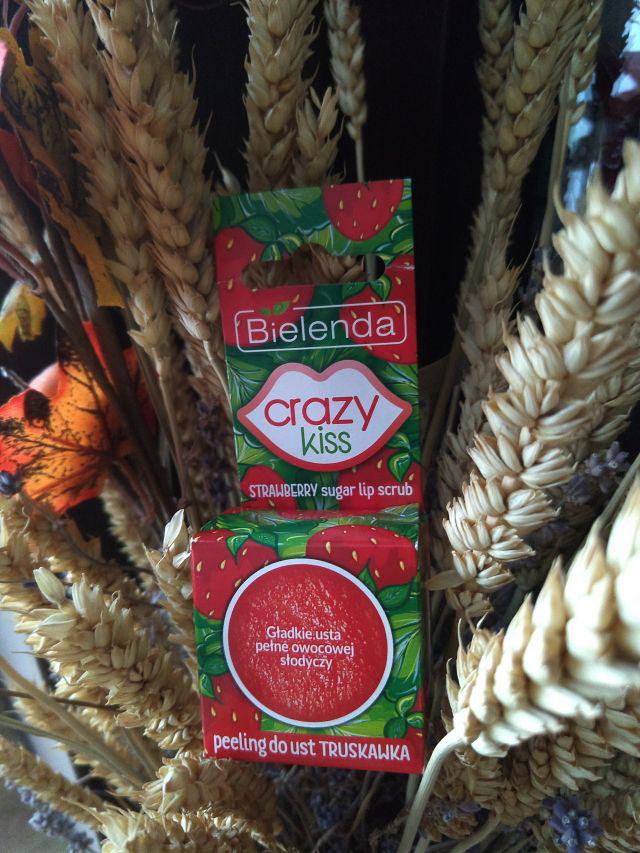 Bielenda
crazy
kiss
STRAWBERRY sugar lip scrub
Gładkie usta
pełne owocowej
słodyczy
peeling do ust TRUSKAWKA